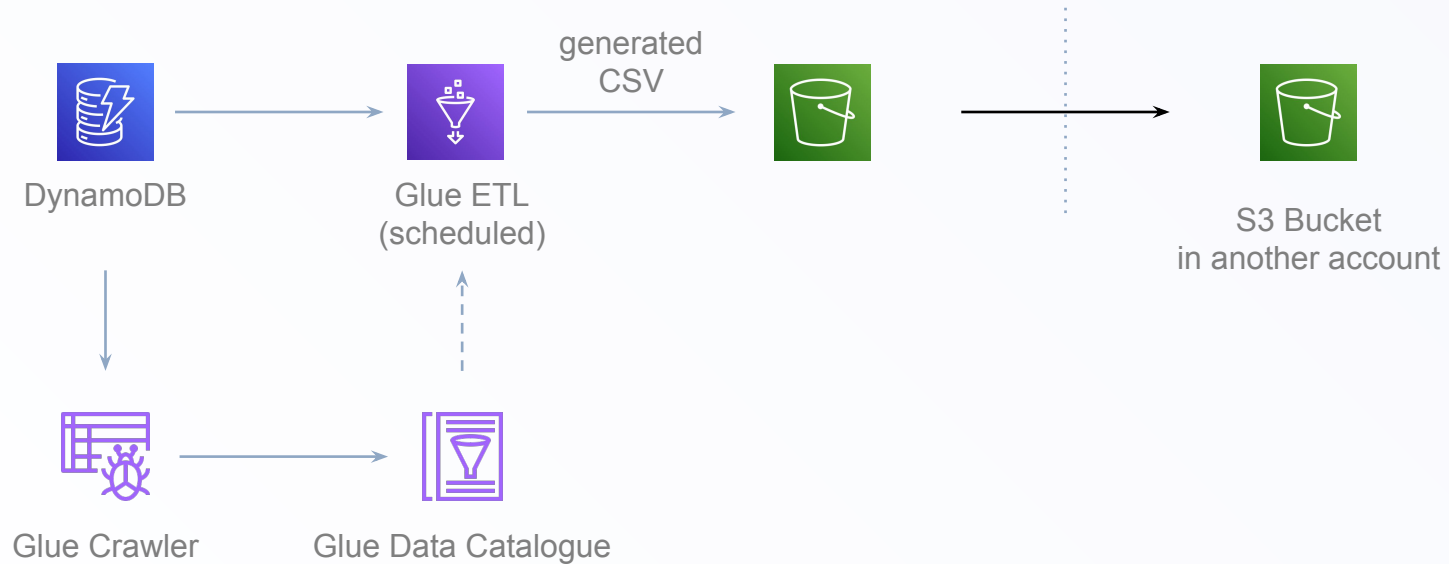 generated
CSV
DynamoDB
Glue ETL
(scheduled)
S3 Bucket
in another account
Glue Crawler
Glue Data Catalogue